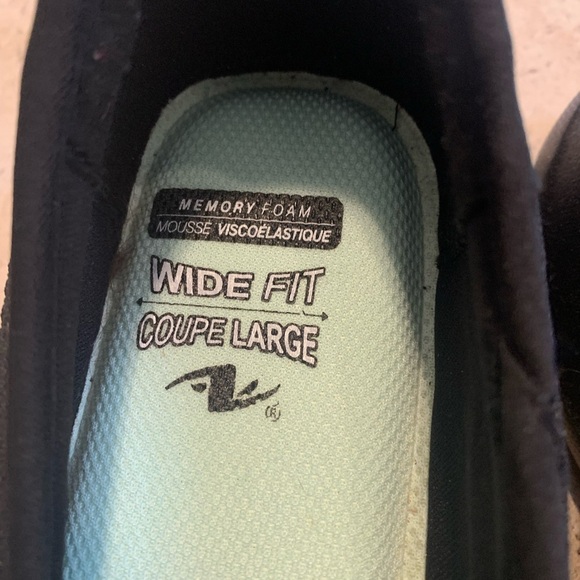 MEMORY FOAM
MOUSSE VISCOÉLASTIQUE
WIDE FIT
COUPE LARGE
(R)